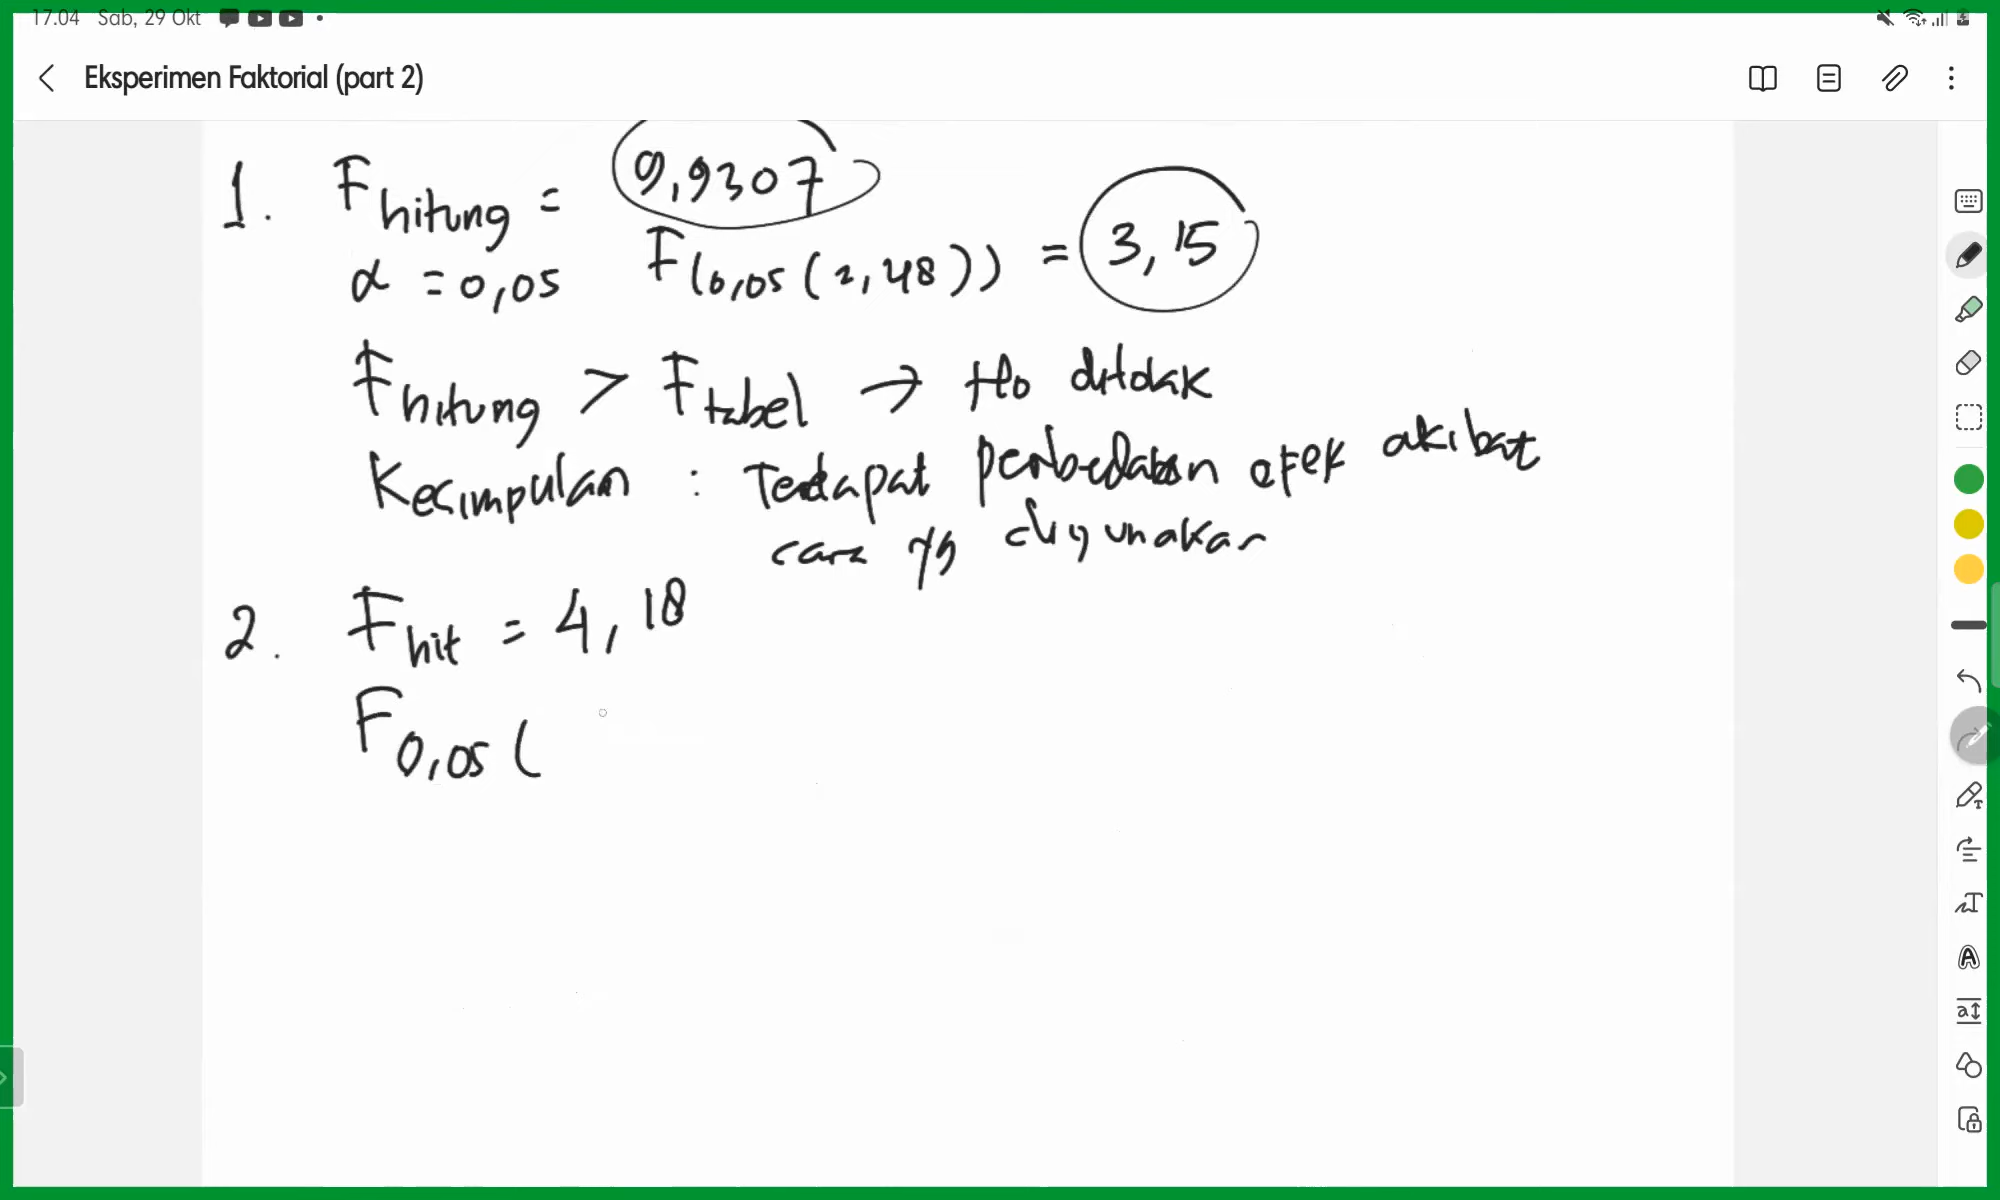 17.04 Sab, 29 Okt
Eksperimen Faktorial (part 2)
1. Fhitung = 9,9307
α = 0,05 F(0,05(2,48)) = 3,15
Fhitung > Ftabel → Ho ditolak
Kesimpulan : Terdapat perbedaan efek akibat
cara yg digunakan
2. Fhit = 4,18
F0,05 (